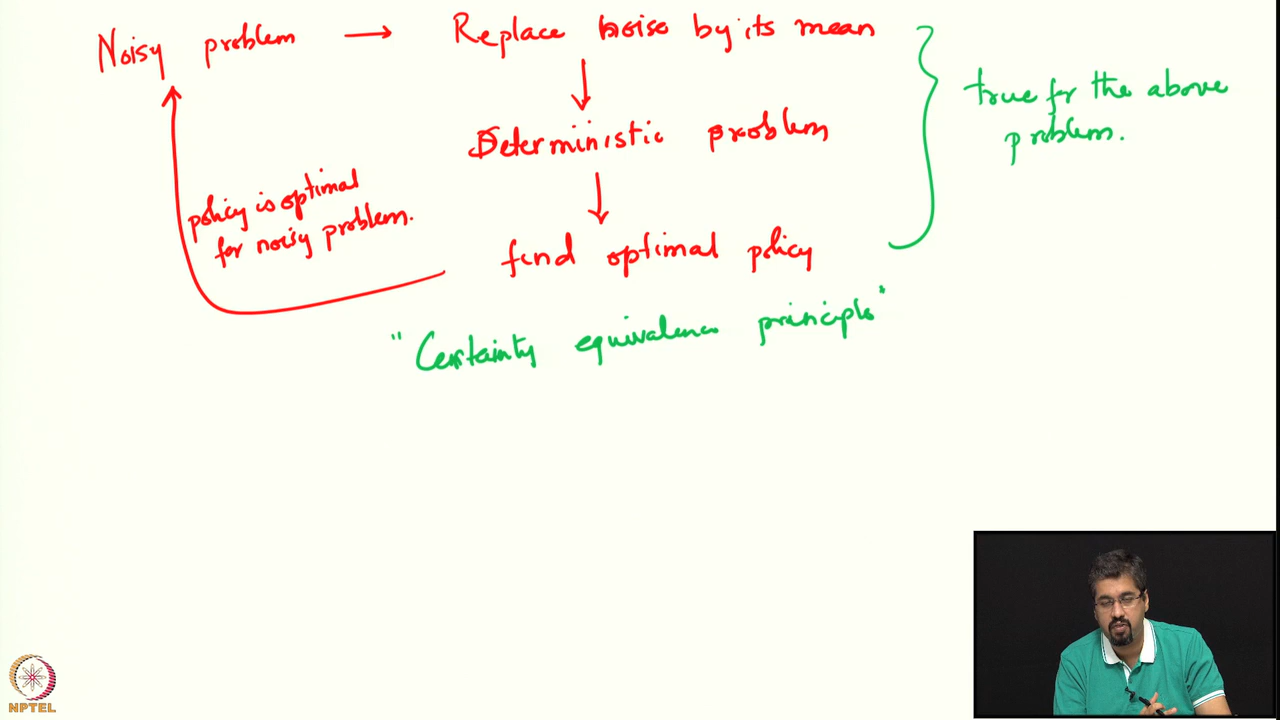 Noisy problem → Replace noise by its mean
Deterministic problem
find optimal policy
policy is optimal
for noisy problem.
true for the above
problem.
"Certainty equivalence principle"
NPTEL